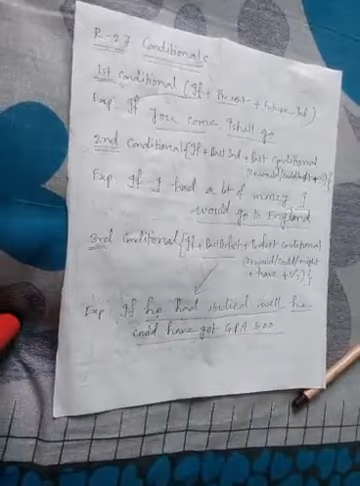 R-27 Conditionals
1st Conditional (If + Present + Future Ind)
Exp. If you come I shall go
2nd Conditional {If + Past Ind + Past Conditional
(S+would/could/might + V1)}
Exp If I had a lot of money I
would go to England
3rd Conditional {If + Past Perfect + Perfect Conditional
(S+would/could/might
+ have + V3)}
Exp. If he had studied well, he
could have got GPA 5.00